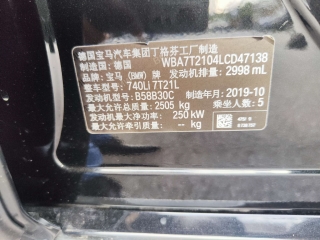 德国宝马汽车集团丁格芬工厂制造
制造国：德国 WBA7T2104LCD47138
品牌：宝马（BMW）牌 发动机排量：2998 mL
整车型号：740Li 7T21L
发动机型号：B58B30C 制造年月：2019-10
最大允许总质量：2505 kg 乘坐人数：5
发动机最大净功率：250 kW
最大允许牵引质量：-- kg